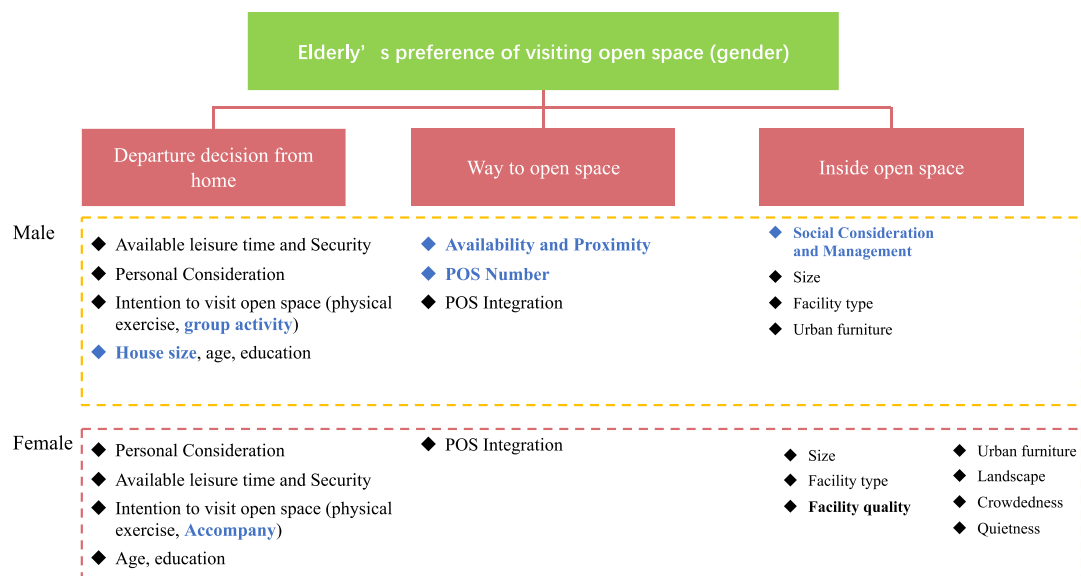 Elderly' s preference of visiting open space (gender)
Departure decision from
home
Way to open space
Inside open space
Male
Available leisure time and Security
Personal Consideration
Intention to visit open space (physical
exercise, group activity)
House size, age, education
Availability and Proximity
POS Number
POS Integration
Social Consideration
and Management
Size
Facility type
Urban furniture
Female
Personal Consideration
Available leisure time and Security
Intention to visit open space (physical
exercise, Accompany)
Age, education
POS Integration
Size
Facility type
Facility quality
Urban furniture
Landscape
Crowdedness
Quietness